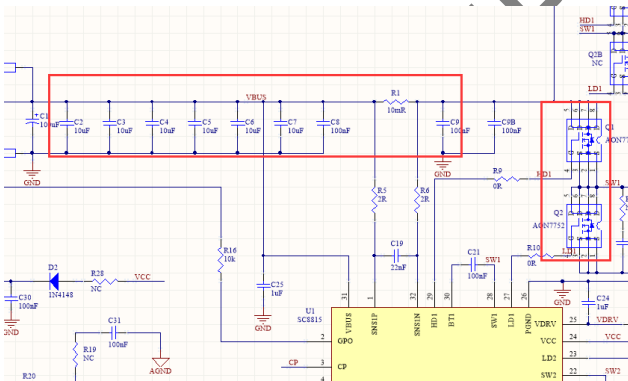 HD1
SW1
Q2B
NC
LD1
VBUS
R1
10mR
C1
C2
10uF
C3
10uF
C4
10uF
C5
10uF
C6
10uF
C7
10uF
C8
100nF
C9
100nF
C9B
100nF
Q1
GND
GND
R9
0R
HD1
SW1
R5
2R
R6
2R
Q2
AON7752
LD1
R16
10k
C19
22nF
C21
100nF
SW1
R10
0R
D2
1N4148
R28
NC
VCC
C25
1uF
GND
GND
C24
1uF
C30
100nF
GND
C31
100nF
R19
NC
AGND
R20
U1
SC8815
31
1
32
29
30
28
27
26
VBUS
SNS1P
SNS1N
HD1
BT1
SW1
LD1
PGND
2
GPO
VDRV
25
VDRV
VCC
24
VCC
CP
3
CP
LD2
23
4
SW2
22
SW2